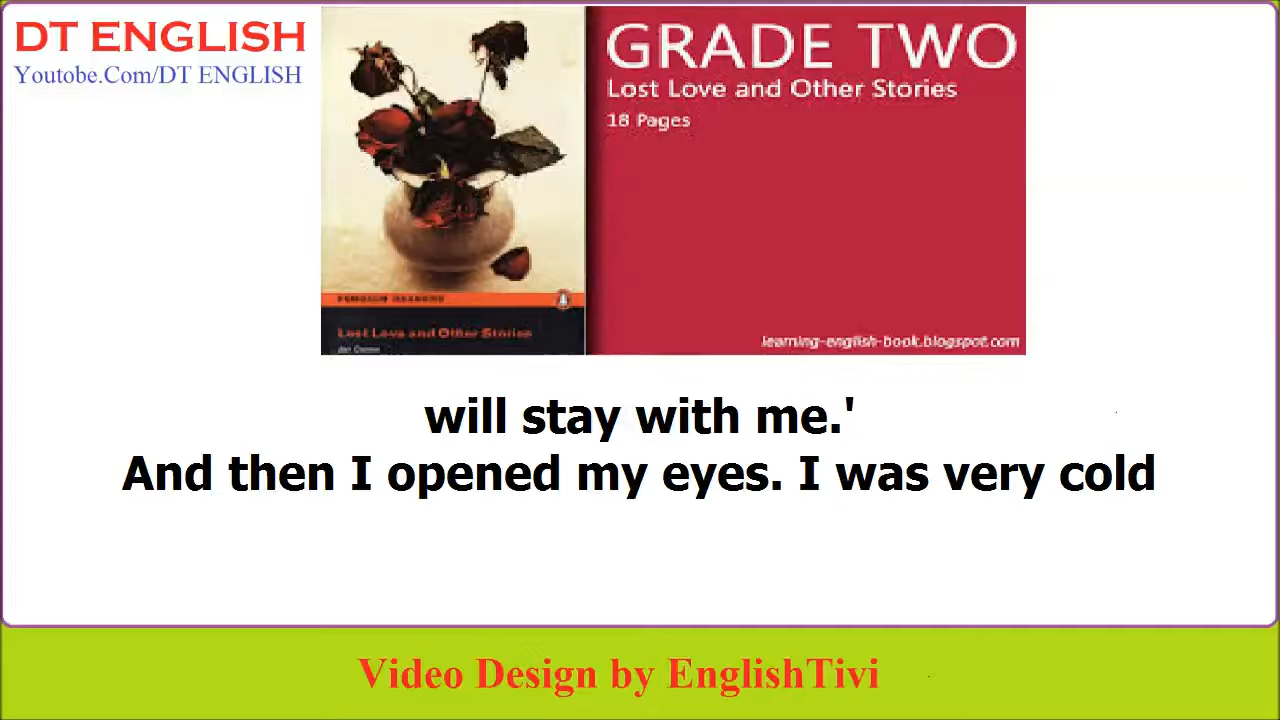 DT ENGLISH
Youtobe.Com/DT ENGLISH
GRADE TWO
Lost Love and Other Stories
18 Pages
PENGUIN READERS
Lost Love and Other Stories
learning-english-book.blogspot.com
will stay with me.'
And then I opened my eyes. I was very cold
Video Design by EnglishTivi